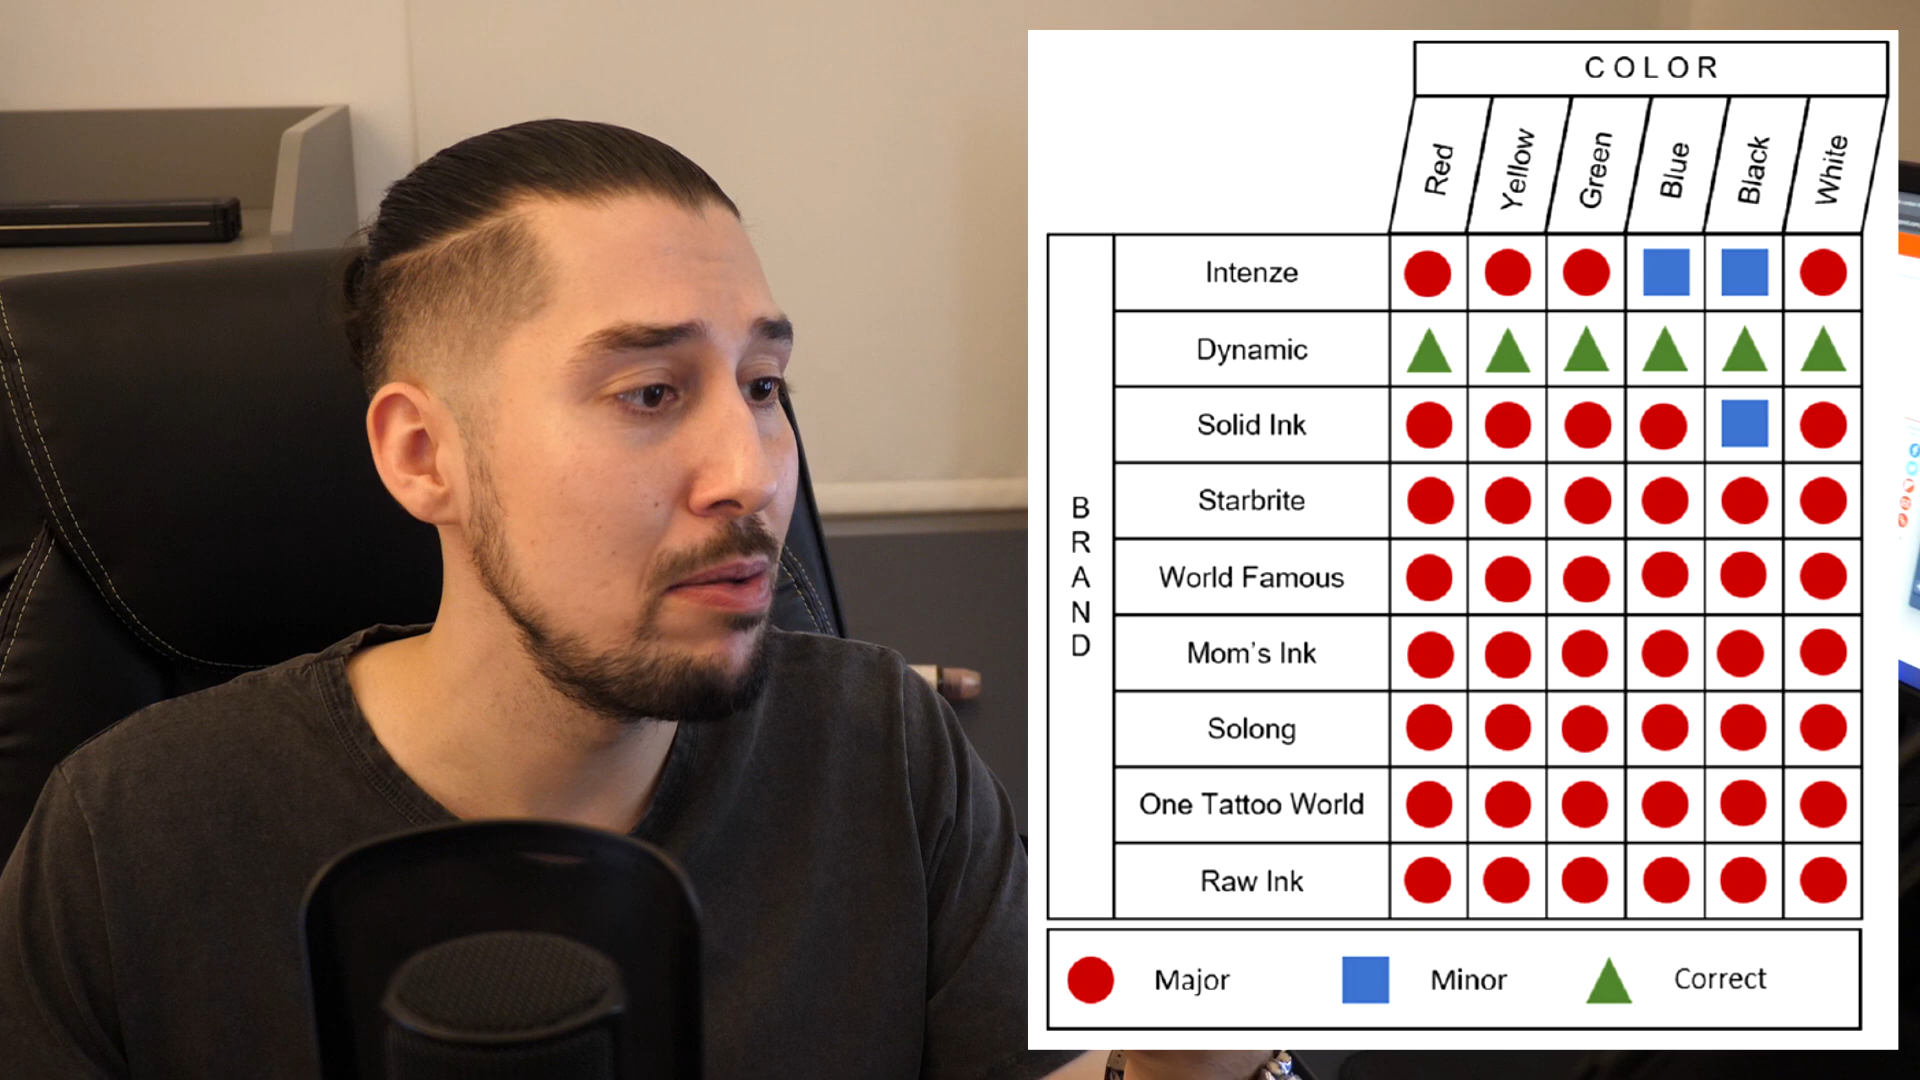 COLOR
Red
Yellow
Green
Blue
Black
White
BRAND
Intenze
Dynamic
Solid Ink
Starbrite
World Famous
Mom's Ink
Solong
One Tattoo World
Raw Ink
Major
Minor
Correct